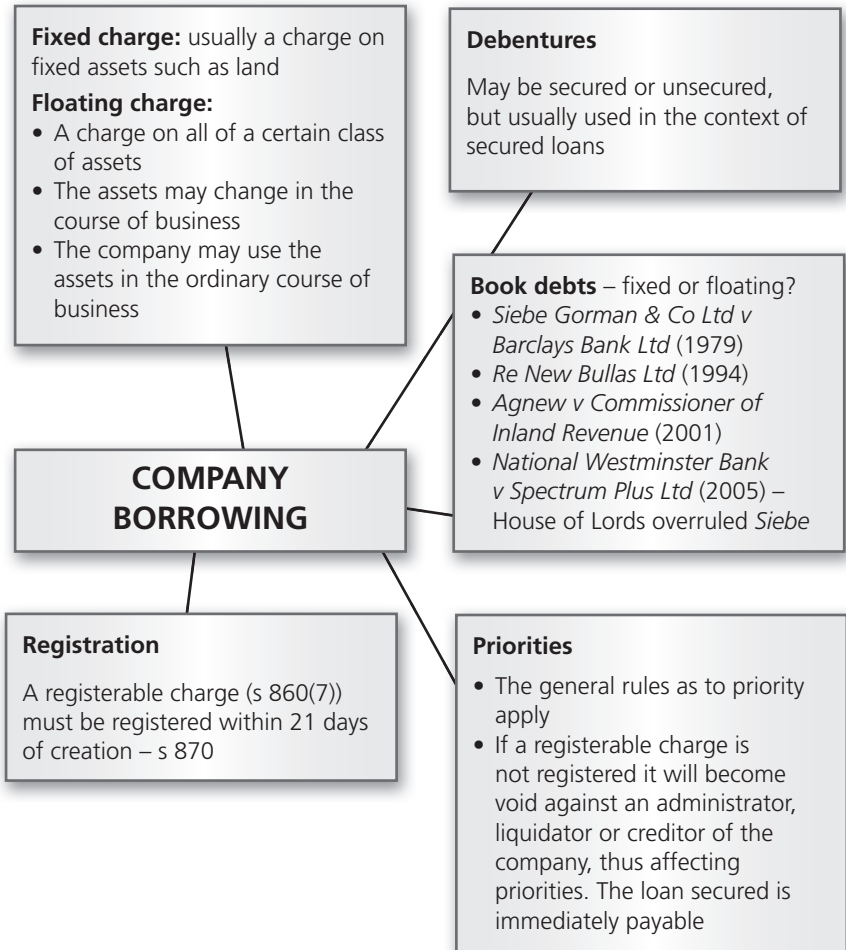 Fixed charge: usually a charge on
fixed assets such as land
Floating charge:
• A charge on all of a certain class
of assets
• The assets may change in the
course of business
• The company may use the
assets in the ordinary course of
business
Debentures
May be secured or unsecured,
but usually used in the context of
secured loans
Book debts – fixed or floating?
• Siebe Gorman & Co Ltd v
Barclays Bank Ltd (1979)
• Re New Bullas Ltd (1994)
• Agnew v Commissioner of
Inland Revenue (2001)
• National Westminster Bank
v Spectrum Plus Ltd (2005) –
House of Lords overruled Siebe
COMPANY
BORROWING
Registration
A registerable charge (s 860(7))
must be registered within 21 days
of creation – s 870
Priorities
• The general rules as to priority
apply
• If a registerable charge is
not registered it will become
void against an administrator,
liquidator or creditor of the
company, thus affecting
priorities. The loan secured is
immediately payable